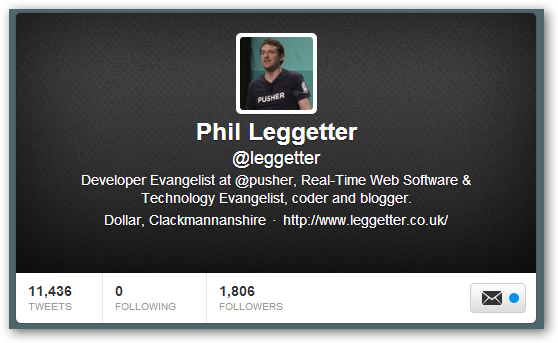 PUSHER
Phil Leggetter
@leggetter
Developer Evangelist at @pusher, Real-Time Web Software &
Technology Evangelist, coder and blogger.
Dollar, Clackmannanshire · http://www.leggetter.co.uk/
11,436
TWEETS
0
FOLLOWING
1,806
FOLLOWERS